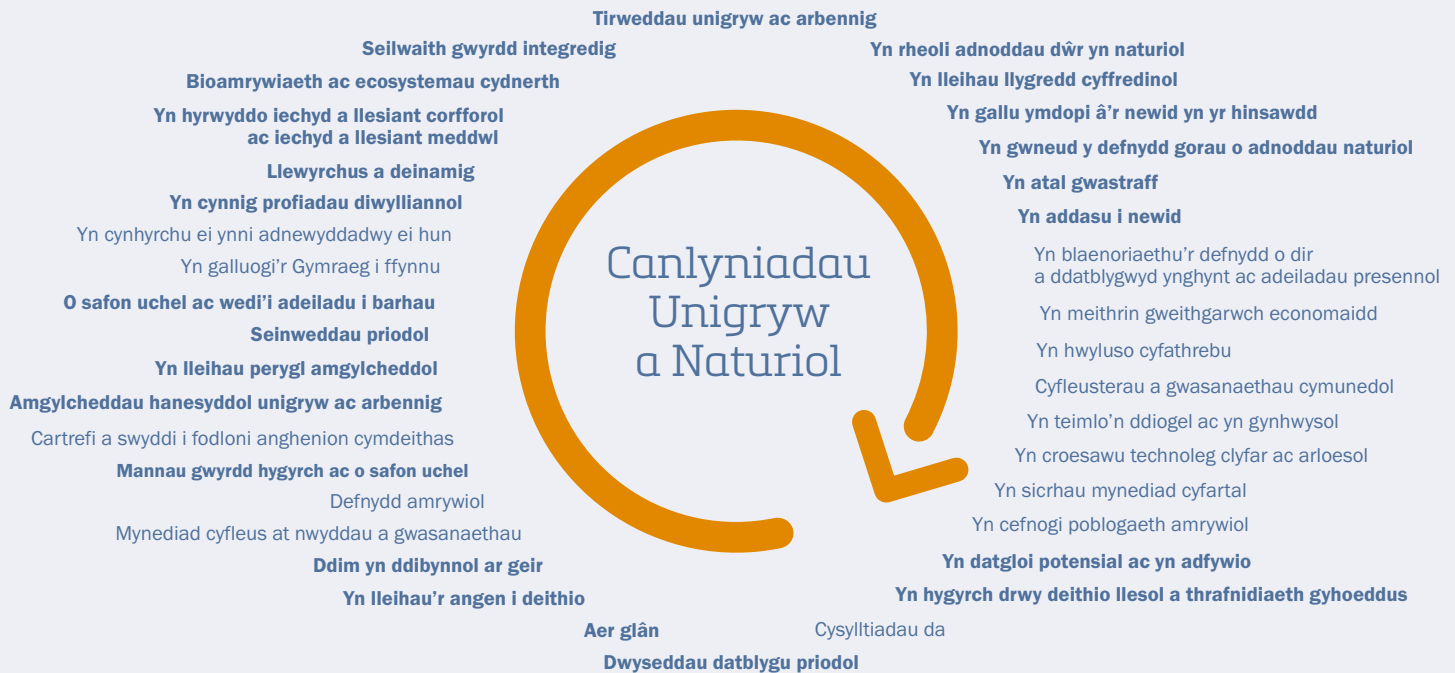 Tirweddau unigryw ac arbennig
Seilwaith gwyrdd integredig
Bioamrywiaeth ac ecosystemau cydnerth
Yn hyrwyddo iechyd a llesiant corfforol
ac iechyd a llesiant meddwl
Llewyrchus a deinamig
Yn cynnig profiadau diwylliannol
Yn cynhyrchu ei ynni adnewyddadwy ei hun
Yn galluogi'r Gymraeg i ffynnu
O safon uchel ac wedi'i adeiladu i barhau
Seinweddau priodol
Yn lleihau perygl amgylcheddol
Amgylcheddau hanesyddol unigryw ac arbennig
Cartrefi a swyddi i fodloni anghenion cymdeithas
Mannau gwyrdd hygyrch ac o safon uchel
Defnydd amrywiol
Mynediad cyfleus at nwyddau a gwasanaethau
Ddim yn ddibynnol ar geir
Yn lleihau'r angen i deithio
Aer glân
Dwyseddau datblygu priodol
Canlyniadau
Unigryw
a Naturiol
Yn rheoli adnoddau dŵr yn naturiol
Yn lleihau llygredd cyffredinol
Yn gallu ymdopi â'r newid yn yr hinsawdd
Yn gwneud y defnydd gorau o adnoddau naturiol
Yn atal gwastraff
Yn addasu i newid
Yn blaenoriaethu'r defnydd o dir
a ddatblygwyd ynghynt ac adeiladau presennol
Yn meithrin gweithgarwch economaidd
Yn hwyluso cyfathrebu
Cyfleusterau a gwasanaethau cymunedol
Yn teimlo'n ddiogel ac yn gynhwysol
Yn croesawu technoleg clyfar ac arloesol
Yn sicrhau mynediad cyfartal
Yn cefnogi poblogaeth amrywiol
Yn datgloi potensial ac yn adfywio
Yn hygyrch drwy deithio llesol a thrafnidiaeth gyhoeddus
Cysylltiadau da